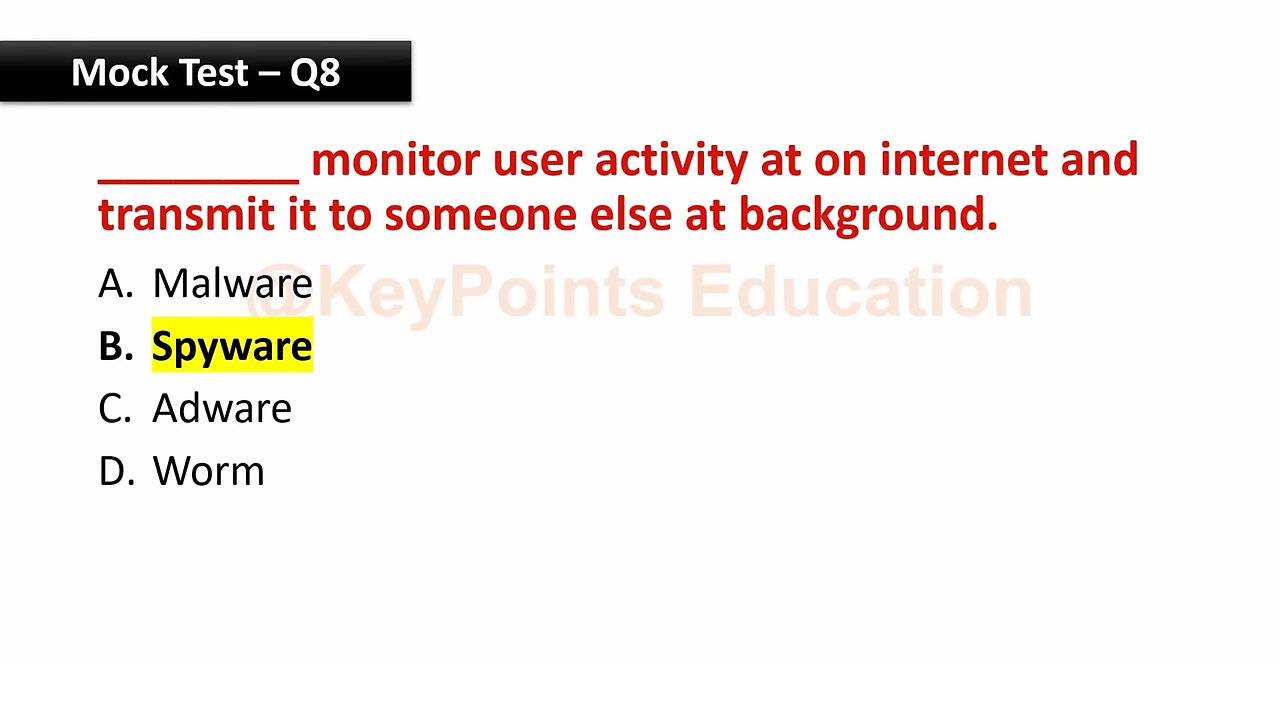 Mock Test – Q8
________ monitor user activity at on internet and
transmit it to someone else at background.
@KeyPoints Education
A. Malware
B. Spyware
C. Adware
D. Worm